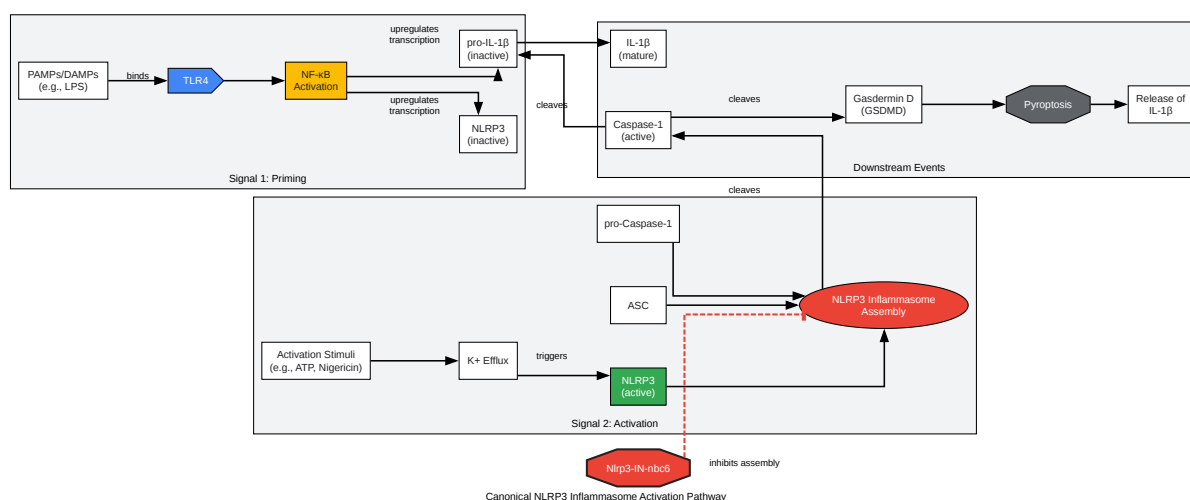 upregulates
transcription
pro-IL-1β
(inactive)
IL-1β
(mature)
PAMPs/DAMPs
(e.g., LPS)
binds
TLR4
NF-κB
Activation
upregulates
transcription
cleaves
NLRP3
(inactive)
Caspase-1
(active)
cleaves
Gasdermin D
(GSDMD)
Pyroptosis
Release of
IL-1β
Signal 1: Priming
Downstream Events
cleaves
pro-Caspase-1
ASC
NLRP3 Inflammasome
Assembly
Activation Stimuli
(e.g., ATP, Nigericin)
K+ Efflux
triggers
NLRP3
(active)
Signal 2: Activation
Nlrp3-IN-nbc6
inhibits assembly
Canonical NLRP3 Inflammasome Activation Pathway